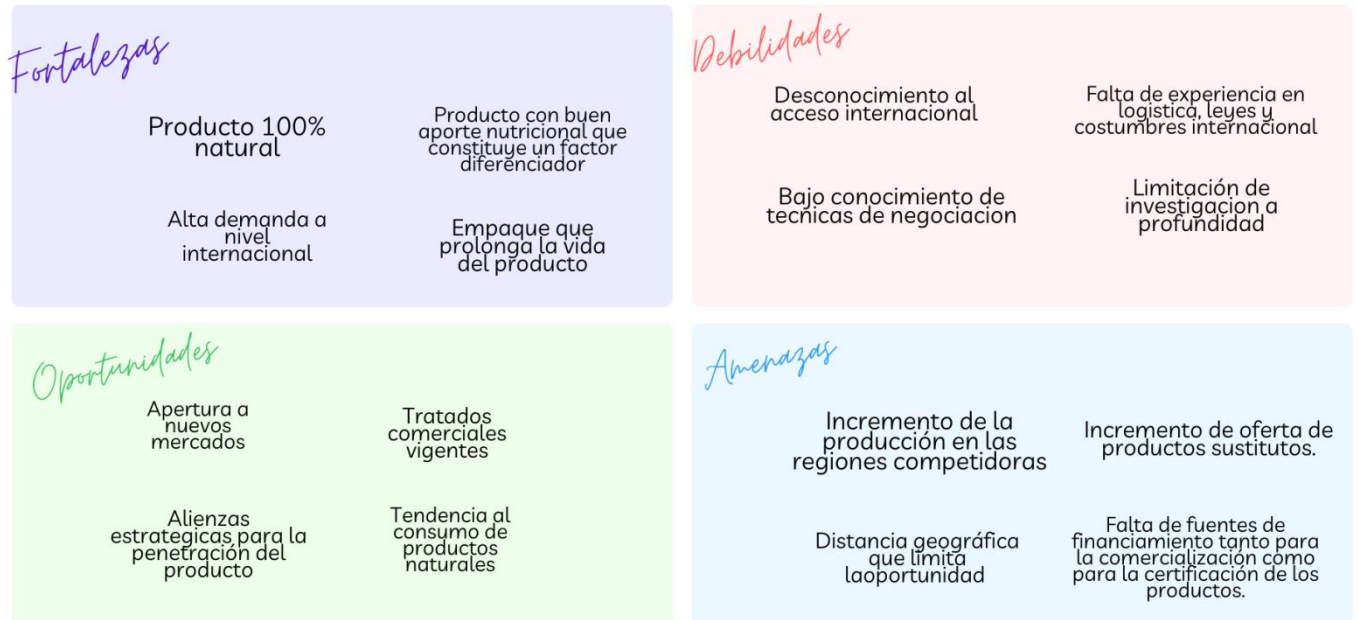 Fortalezas
Producto 100%
natural
Producto con buen
aporte nutricional que
constituye un factor
diferenciador
Alta demanda a
nivel
internacional
Empaque que
prolonga la vida
del producto
Debilidades
Desconocimiento al
acceso internacional
Falta de experiencia en
logistica, leyes y
costumbres internacional
Bajo conocimiento de
tecnicas de negociacion
Limitación de
investigacion a
profundidad
Oportunidades
Apertura a
nuevos
mercados
Tratados
comerciales
vigentes
Alienzas
estrategicas para la
penetración del
producto
Tendencia al
consumo de
productos
naturales
Amenazas
Incremento de la
producción en las
regiones competidoras
Incremento de oferta de
productos sustitutos.
Distancia geográfica
que limita
laoportunidad
Falta de fuentes de
financiamiento tanto para
la comercialización como
para la certificación de los
productos.